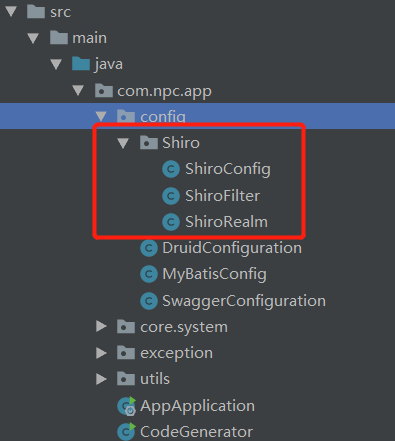 src
main
java
com.npc.app
config
Shiro
ShiroConfig
ShiroFilter
ShiroRealm
DruidConfiguration
MyBatisConfig
SwaggerConfiguration
core.system
exception
utils
AppApplication
CodeGenerator